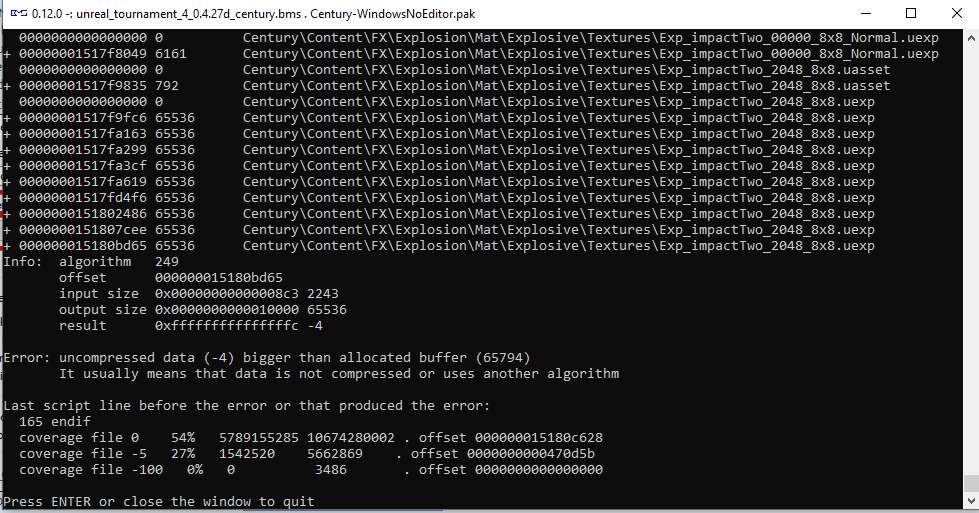 0.12.0 -: unreal_tournament_4_0.4.27d_century.bms . Century-WindowsNoEditor.pak
  0000000000000000 0          Century\Content\FX\Explosion\Mat\Explosive\Textures\Exp_impactTwo_00000_8x8_Normal.uexp
+ 00000001517f8049 6161       Century\Content\FX\Explosion\Mat\Explosive\Textures\Exp_impactTwo_00000_8x8_Normal.uexp
  0000000000000000 0          Century\Content\FX\Explosion\Mat\Explosive\Textures\Exp_impactTwo_2048_8x8.uasset
+ 00000001517f9835 792        Century\Content\FX\Explosion\Mat\Explosive\Textures\Exp_impactTwo_2048_8x8.uasset
  0000000000000000 0          Century\Content\FX\Explosion\Mat\Explosive\Textures\Exp_impactTwo_2048_8x8.uexp
+ 00000001517f9fc6 65536      Century\Content\FX\Explosion\Mat\Explosive\Textures\Exp_impactTwo_2048_8x8.uexp
+ 00000001517fa163 65536      Century\Content\FX\Explosion\Mat\Explosive\Textures\Exp_impactTwo_2048_8x8.uexp
+ 00000001517fa299 65536      Century\Content\FX\Explosion\Mat\Explosive\Textures\Exp_impactTwo_2048_8x8.uexp
+ 00000001517fa3cf 65536      Century\Content\FX\Explosion\Mat\Explosive\Textures\Exp_impactTwo_2048_8x8.uexp
+ 00000001517fa619 65536      Century\Content\FX\Explosion\Mat\Explosive\Textures\Exp_impactTwo_2048_8x8.uexp
+ 00000001517fd4f6 65536      Century\Content\FX\Explosion\Mat\Explosive\Textures\Exp_impactTwo_2048_8x8.uexp
+ 0000000151802486 65536      Century\Content\FX\Explosion\Mat\Explosive\Textures\Exp_impactTwo_2048_8x8.uexp
+ 0000000151807cee 65536      Century\Content\FX\Explosion\Mat\Explosive\Textures\Exp_impactTwo_2048_8x8.uexp
+ 000000015180bd65 65536      Century\Content\FX\Explosion\Mat\Explosive\Textures\Exp_impactTwo_2048_8x8.uexp
Info:  algorithm   249
       offset      000000015180bd65
       input size  0x00000000000008c3 2243
       output size 0x0000000000010000 65536
       result      0xfffffffffffffffc -4
Error: uncompressed data (-4) bigger than allocated buffer (65794)
       It usually means that data is not compressed or uses another algorithm
Last script line before the error or that produced the error:
  165 endif
  coverage file 0    54%   5789155285 10674280002 . offset 000000015180c628
  coverage file -5   27%   1542520    5662869    . offset 0000000000470d5b
  coverage file -100   0%   0          3486       . offset 0000000000000000
Press ENTER or close the window to quit